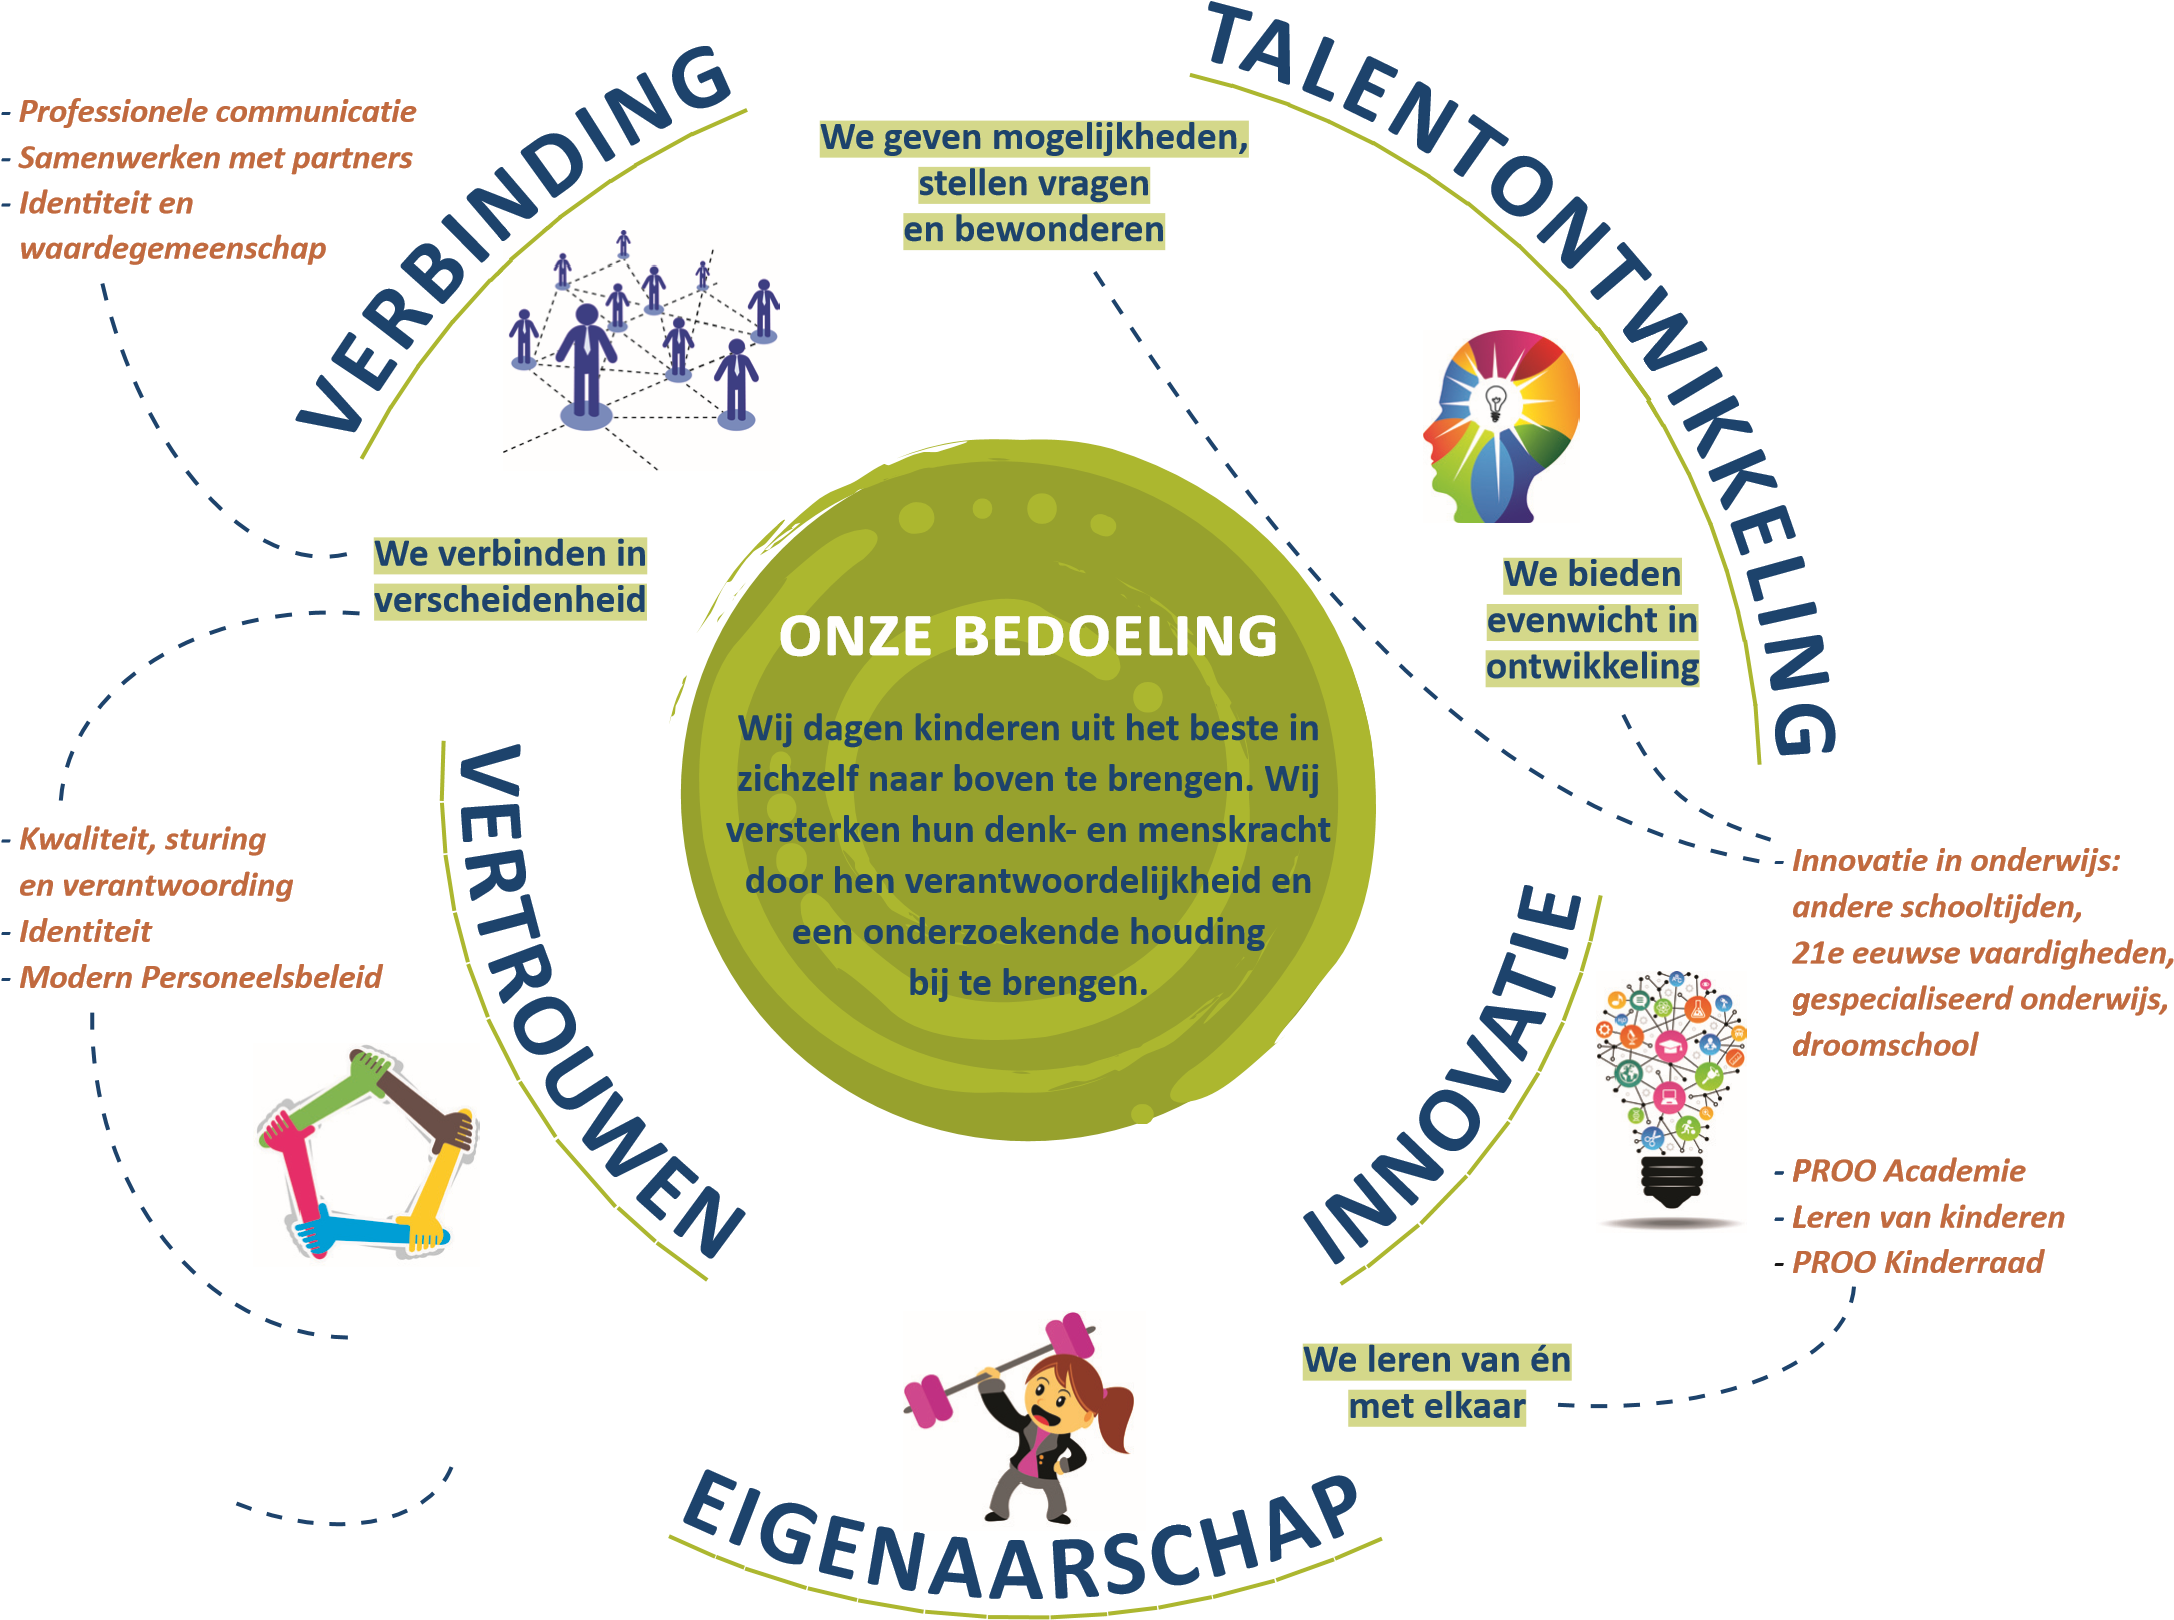 VERBINDING
TALENTONTWIKKELING
- Professionele communicatie
- Samenwerken met partners
- Identiteit en
waardegemeenschap
We geven mogelijkheden,
stellen vragen
en bewonderen
We verbinden in
verscheidenheid
We bieden
evenwicht in
ontwikkeling
ONZE BEDOELING
Wij dagen kinderen uit het beste in
zichzelf naar boven te brengen. Wij
versterken hun denk- en menskracht
door hen verantwoordelijkheid en
een onderzoekende houding
bij te brengen.
VERTROUWEN
- Kwaliteit, sturing
en verantwoording
- Identiteit
- Modern Personeelsbeleid
INNOVATIE
- Innovatie in onderwijs:
andere schooltijden,
21e eeuwse vaardigheden,
gespecialiseerd onderwijs,
droomschool
- PROO Academie
- Leren van kinderen
- PROO Kinderraad
We leren van én
met elkaar
EIGENAARSCHAP